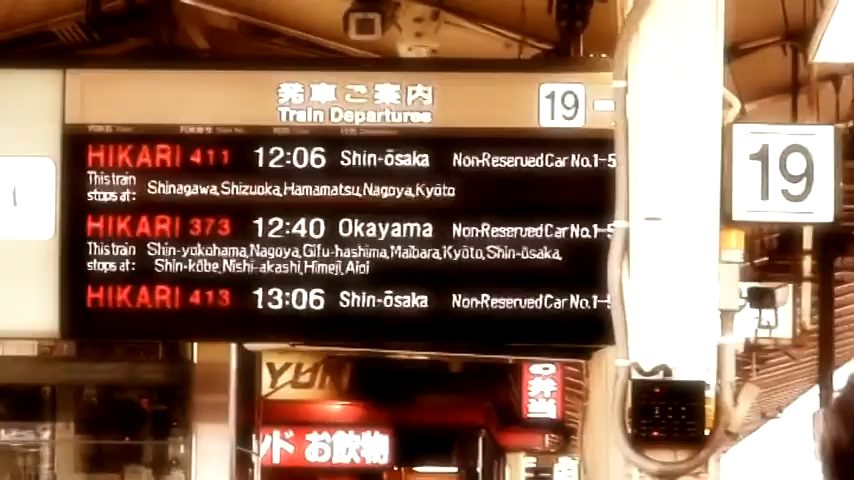 発車ご案内
Train Departures
19
HIKARI 411 12:06 Shin-ōsaka Non-Reserved Car No.1-5
This train stops at: Shinagawa,Shizuoka,Hamamatsu,Nagoya,Kyōto
HIKARI 373 12:40 Okayama Non-Reserved Car No.1-5
This train stops at: Shin-yokohama,Nagoya,Gifu-hashima,Maibara,Kyōto,Shin-ōsaka,
Shin-kōbe,Nishi-akashi,Himeji,Aioi
HIKARI 413 13:06 Shin-ōsaka Non-Reserved Car No.1-5
19
弁当
ド お飲物